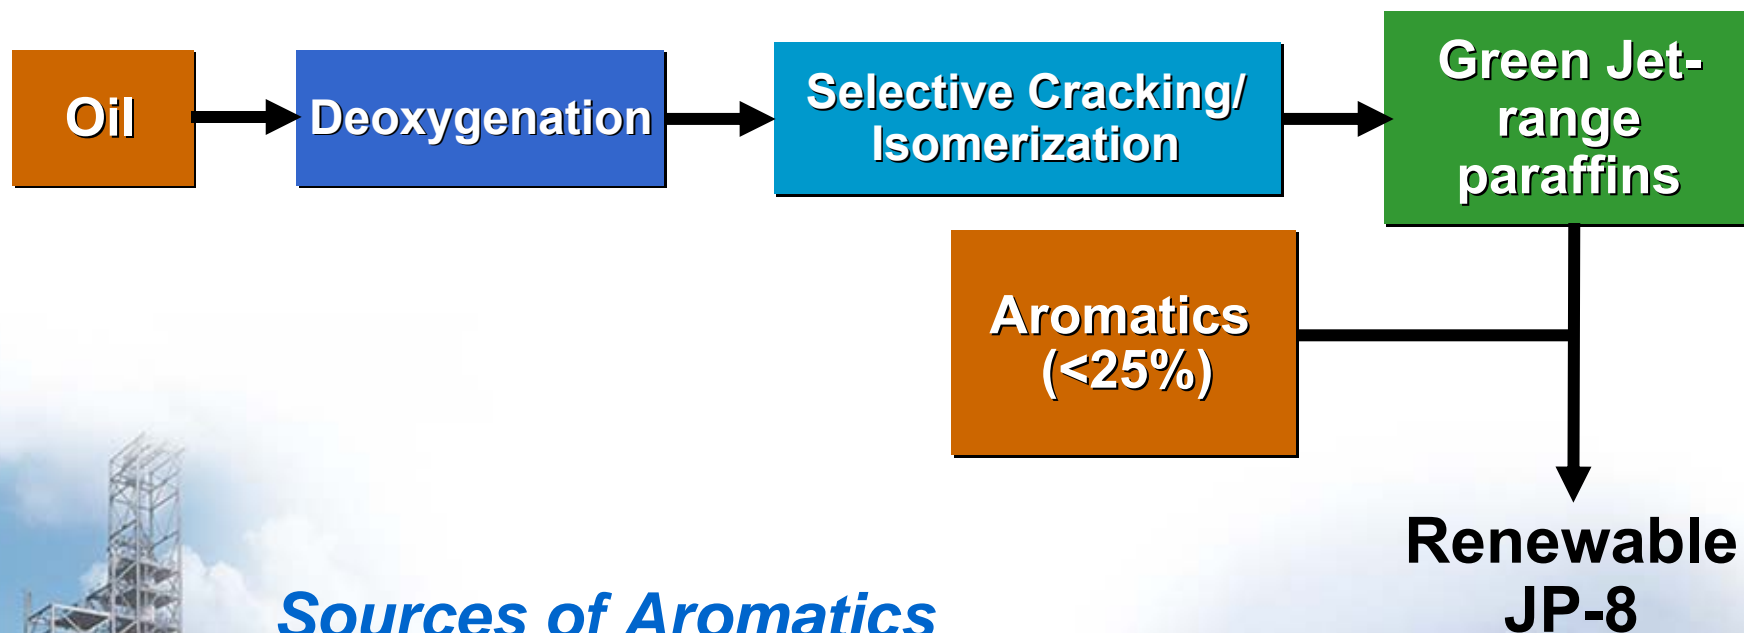 Oil
Deoxygenation
Selective Cracking/
Isomerization
Green Jet-
range
paraffins
Aromatics
(<25%)
Renewable
JP-8
Sources of Aromatics